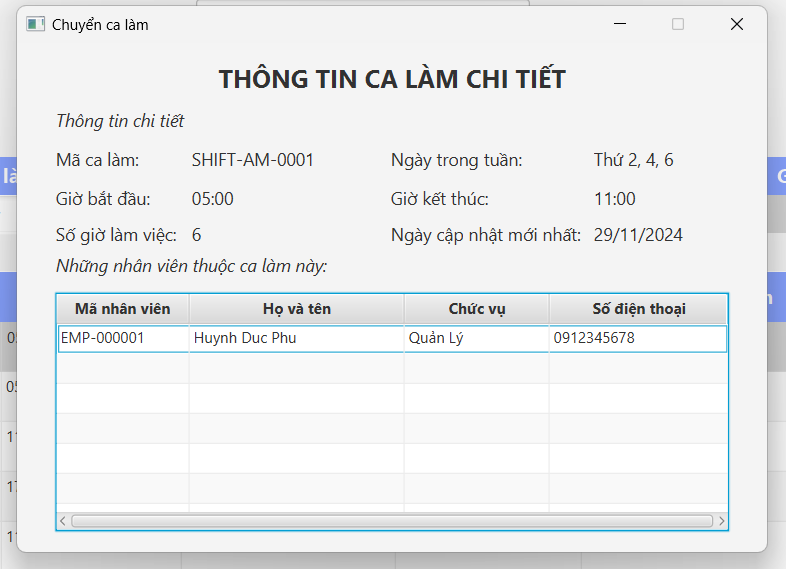 Chuyển ca làm
THÔNG TIN CA LÀM CHI TIẾT
Thông tin chi tiết
Mã ca làm: SHIFT-AM-0001 Ngày trong tuần: Thứ 2, 4, 6
Giờ bắt đầu: 05:00 Giờ kết thúc: 11:00
Số giờ làm việc: 6 Ngày cập nhật mới nhất: 29/11/2024
Những nhân viên thuộc ca làm này:
Mã nhân viên Họ và tên Chức vụ Số điện thoại
EMP-000001 Huynh Duc Phu Quản Lý 0912345678